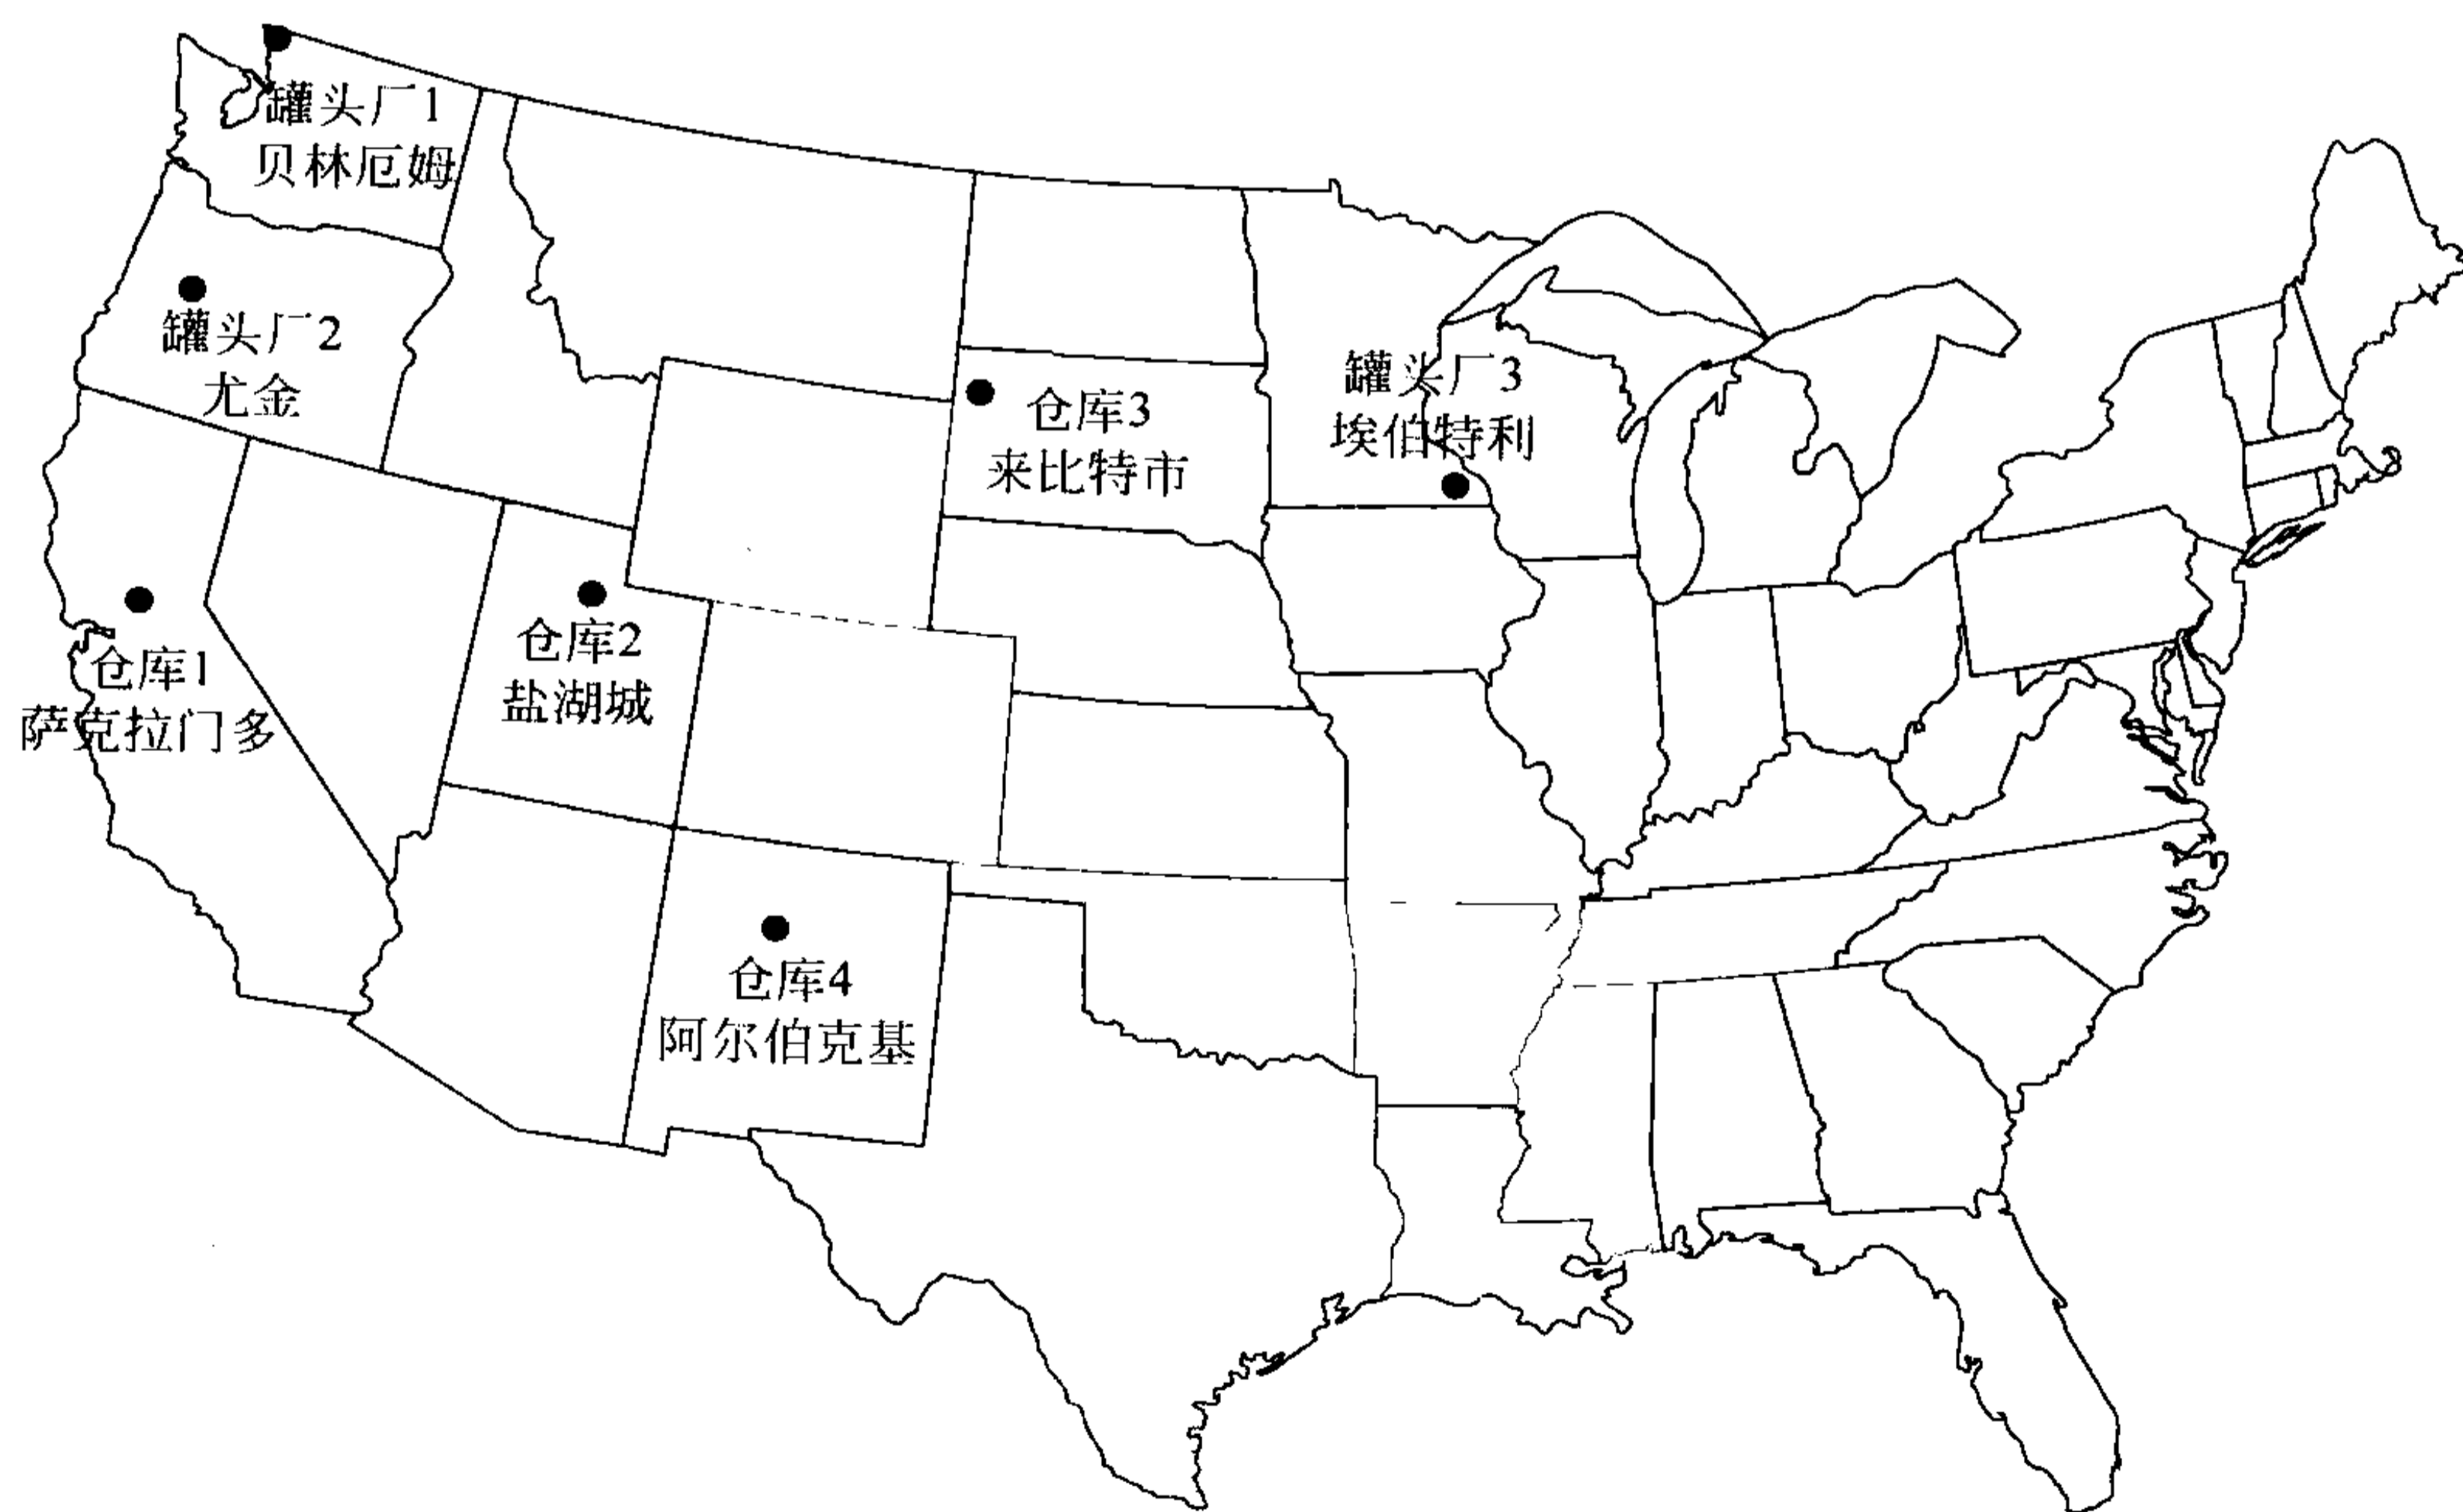 罐头厂1
贝林厄姆
罐头厂2
尤金
罐头厂3
埃伯特利
仓库3
来比特市
仓库1
萨克拉门多
仓库2
盐湖城
仓库4
阿尔伯克基